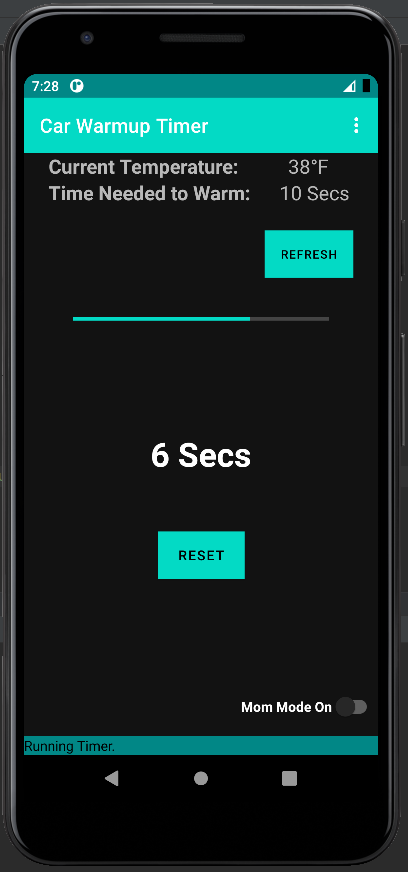 7:28
Car Warmup Timer
Current Temperature: 38°F
Time Needed to Warm: 10 Secs
REFRESH
6 Secs
RESET
Mom Mode On
Running Timer.